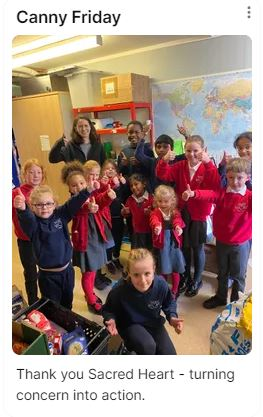 Canny Friday
Thank you Sacred Heart - turning
concern into action.